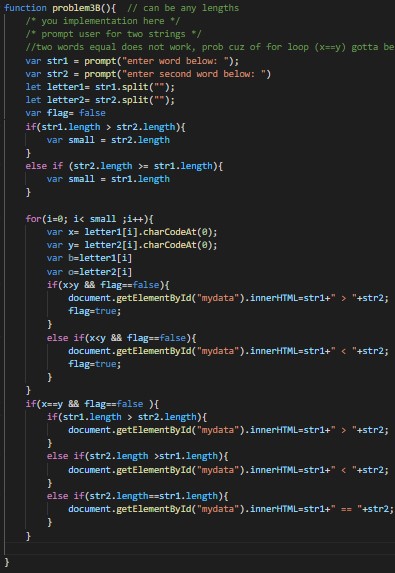 function problem3B(){  // can be any lengths
/* you implementation here */
/* prompt user for two strings */
//two words equal does not work, prob cuz of for loop (x==y) gotta be
var str1 = prompt("enter word below: ");
var str2 = prompt("enter second word below: ")
let letter1= str1.split("");
let letter2= str2.split("");
var flag= false
if(str1.length > str2.length){
var small = str2.length
}
else if (str2.length >= str1.length){
var small = str1.length
}
for(i=0; i< small ;i++){
var x= letter1[i].charCodeAt(0);
var y= letter2[i].charCodeAt(0);
var b=letter1[i]
var o=letter2[i]
if(x>y && flag==false){
document.getElementById("mydata").innerHTML=str1+" > "+str2;
flag=true;
}
else if(x<y && flag==false){
document.getElementById("mydata").innerHTML=str1+" < "+str2;
flag=true;
}
}
if(x==y && flag==false ){
if(str1.length > str2.length){
document.getElementById("mydata").innerHTML=str1+" > "+str2;
}
else if(str2.length >str1.length){
document.getElementById("mydata").innerHTML=str1+" < "+str2;
}
else if(str2.length==str1.length){
document.getElementById("mydata").innerHTML=str1+" == "+str2;
}
}
}